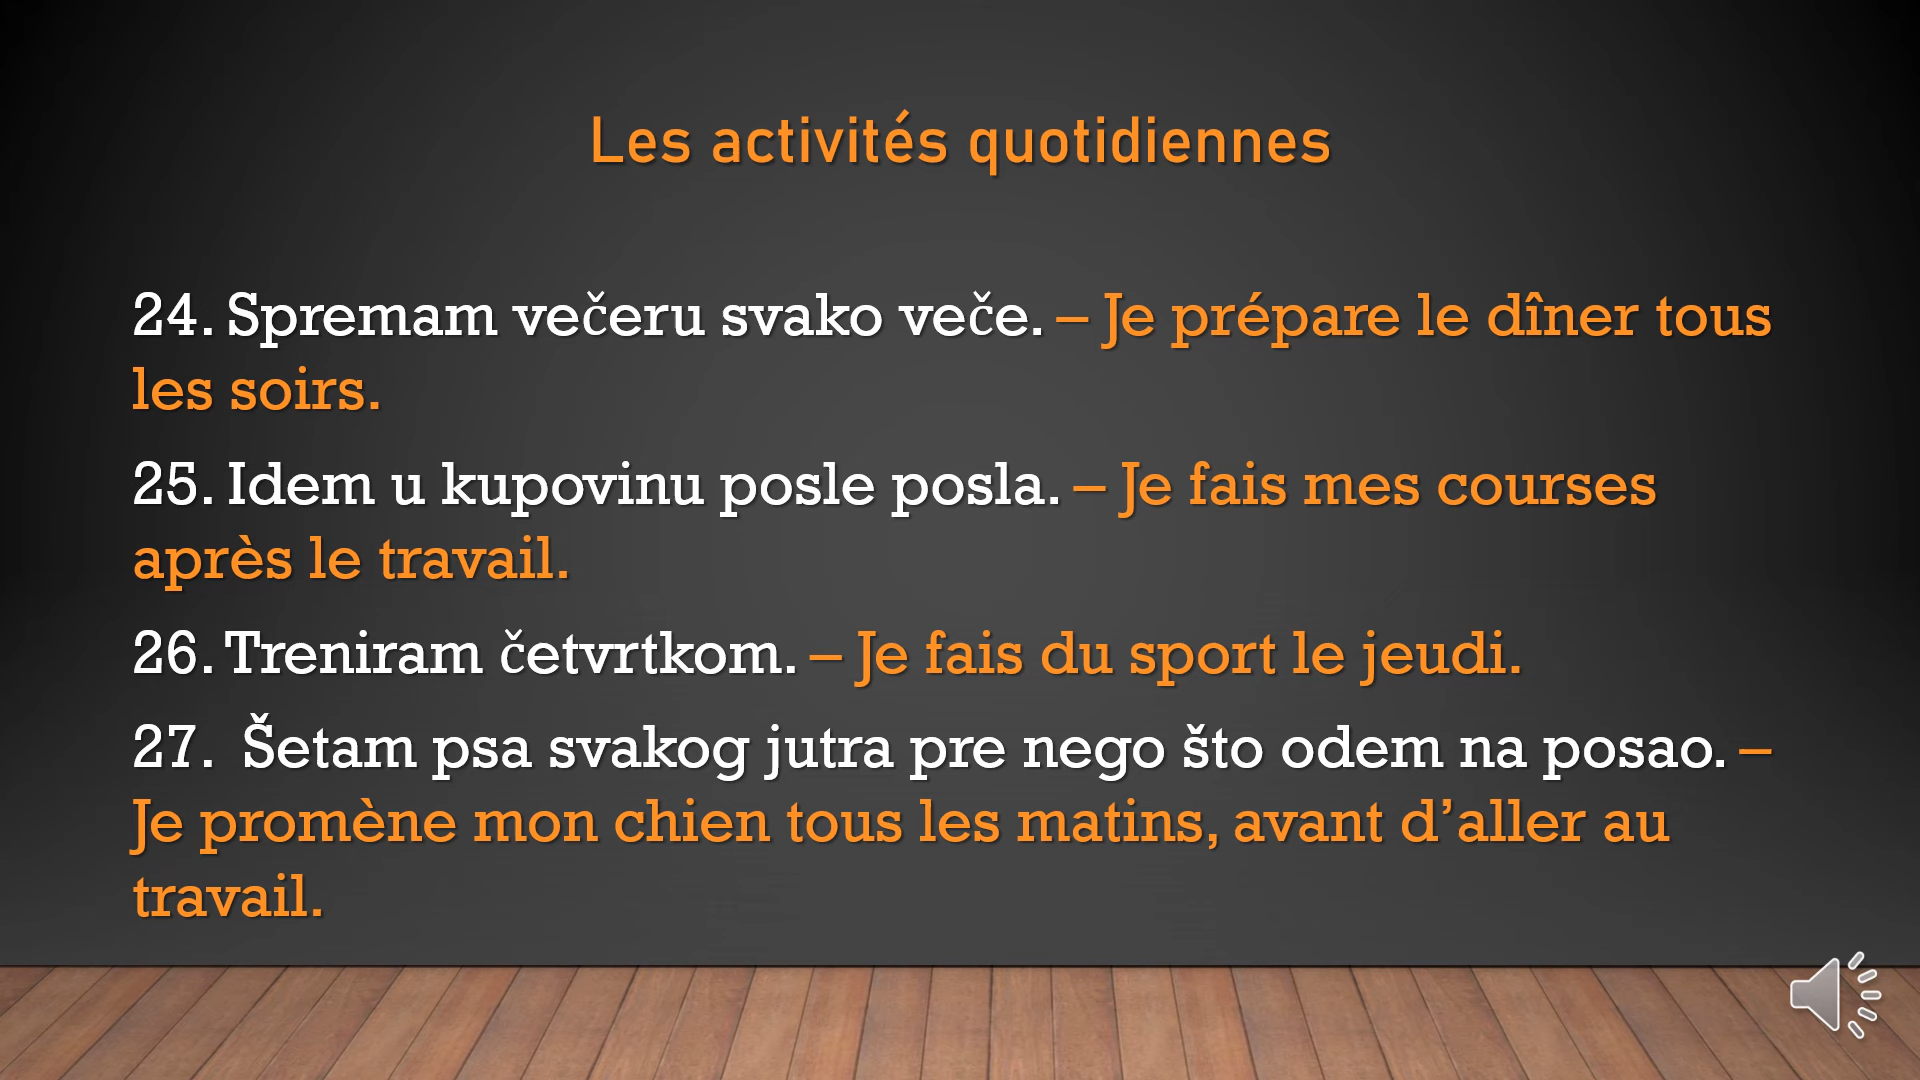 Les activités quotidiennes
24. Spremam večeru svako veče. – Je prépare le dîner tous
les soirs.
25. Idem u kupovinu posle posla. – Je fais mes courses
après le travail.
26. Treniram četvrtkom. – Je fais du sport le jeudi.
27.  Šetam psa svakog jutra pre nego što odem na posao. –
Je promène mon chien tous les matins, avant d’aller au
travail.